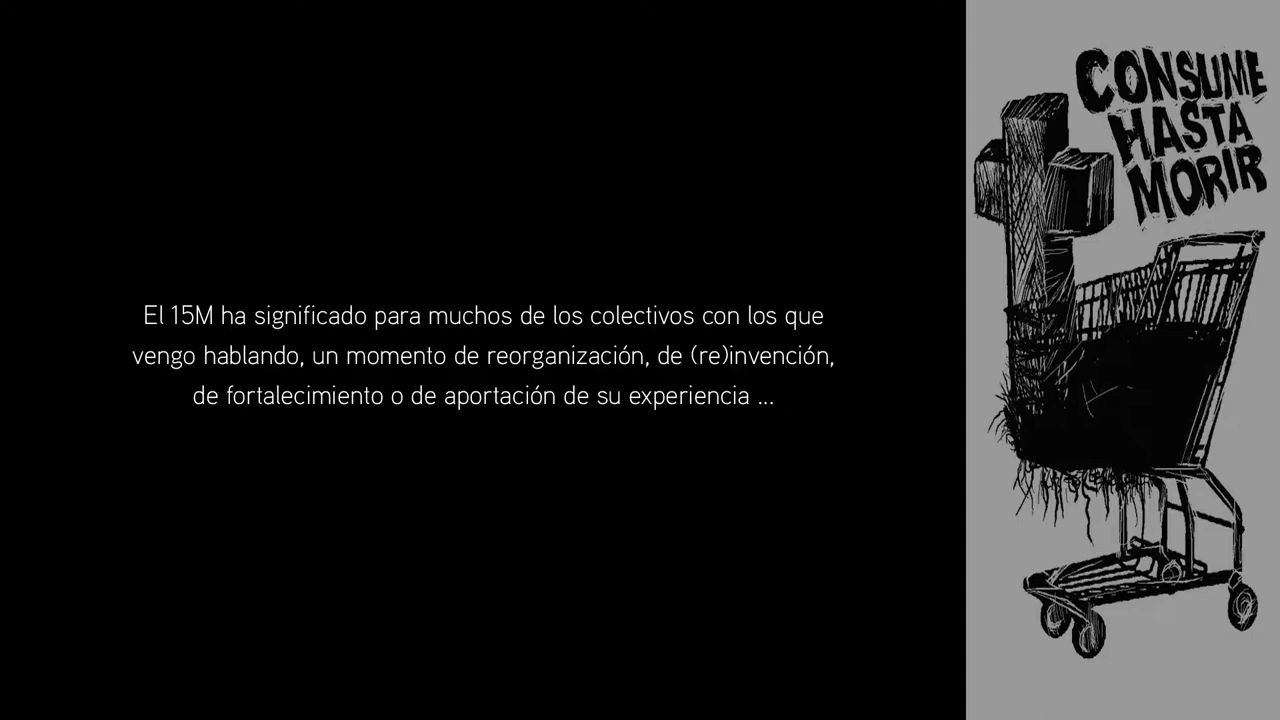 El 15M ha significado para muchos de los colectivos con los que
vengo hablando, un momento de reorganización, de (re)invención,
de fortalecimiento o de aportación de su experiencia ...
CONSUME
HASTA
MORIR